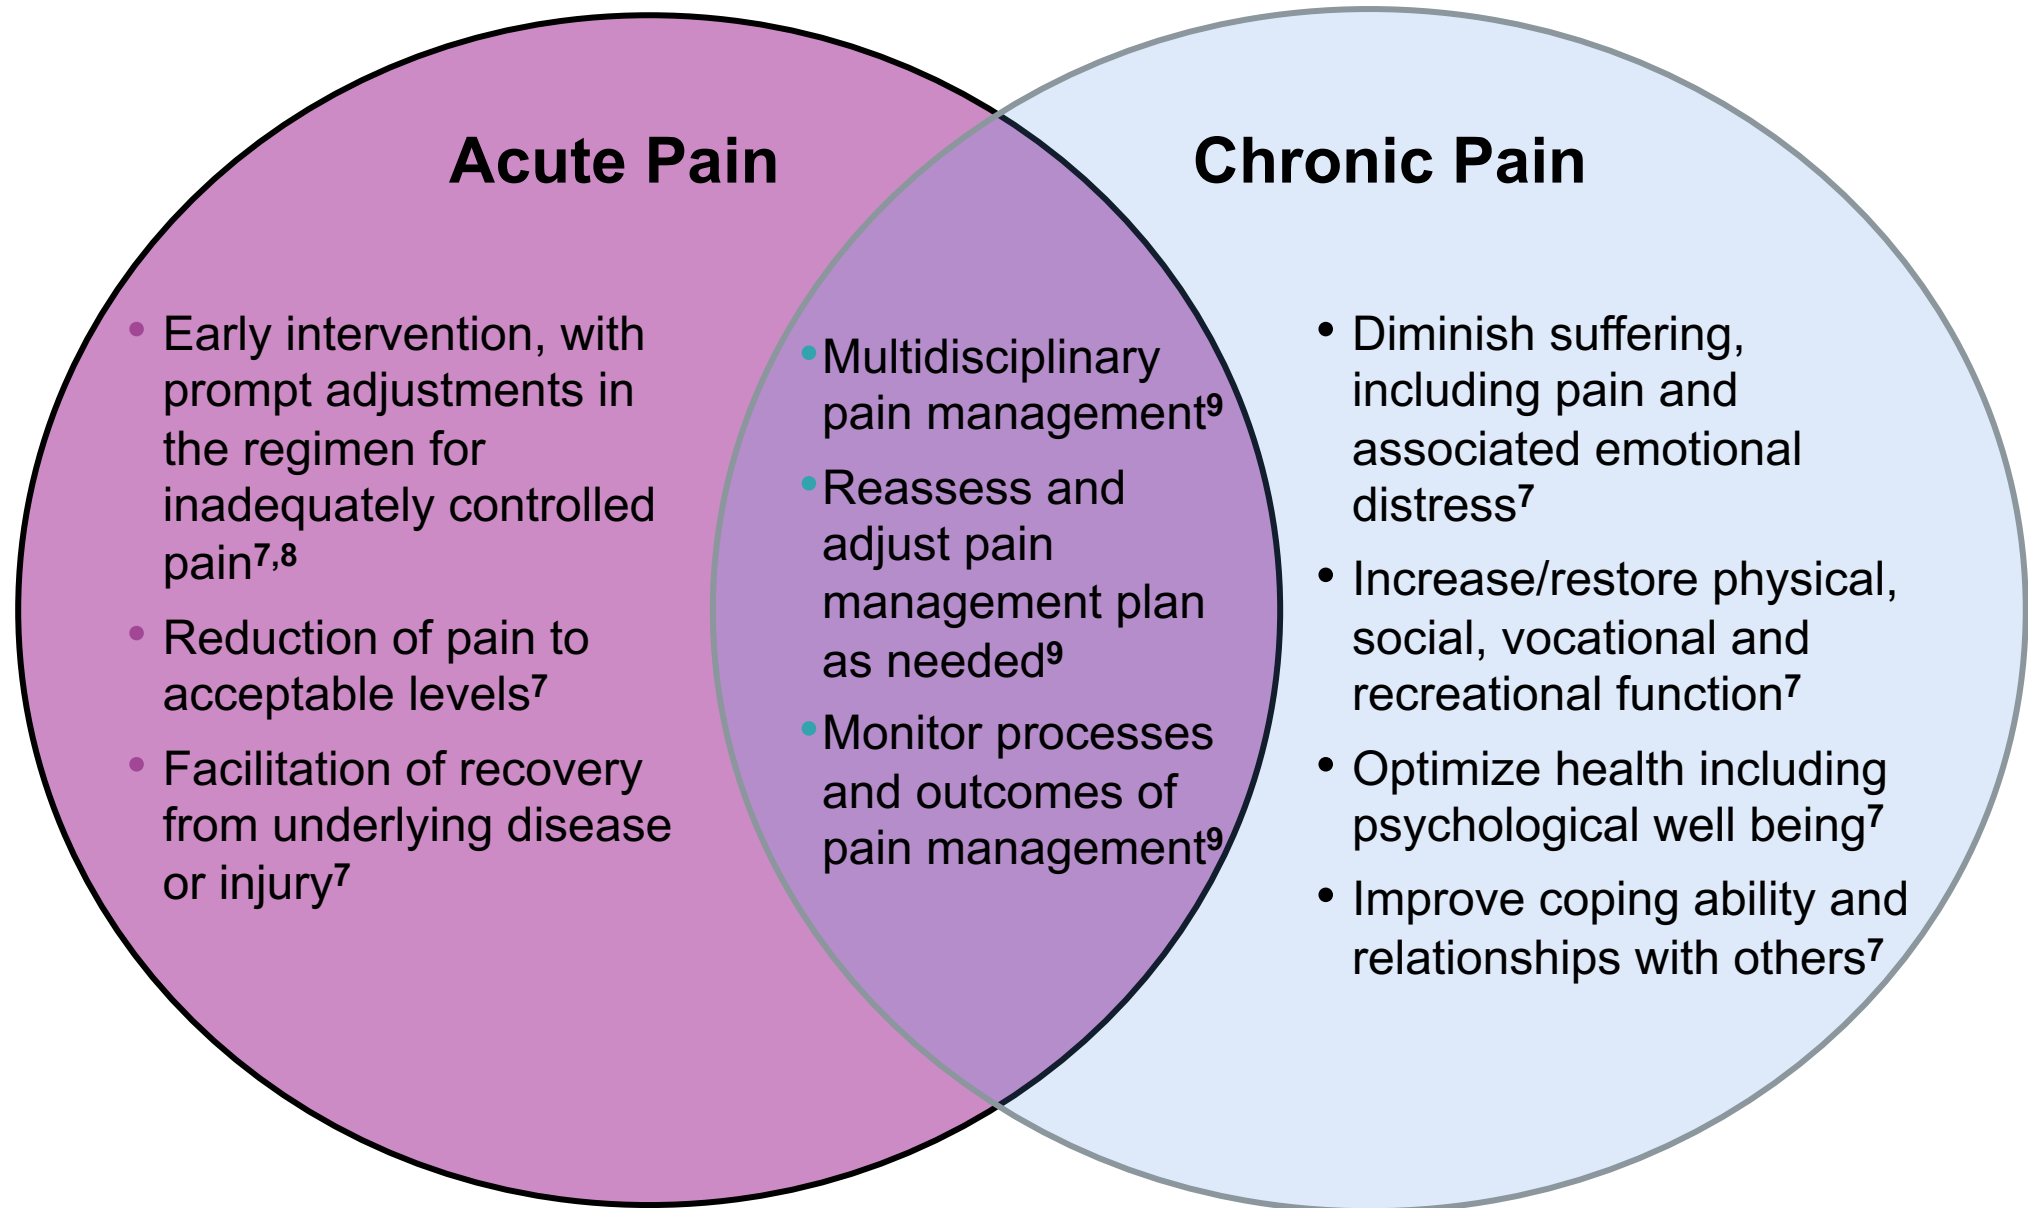 Acute Pain
• Early intervention, with
prompt adjustments in
the regimen for
inadequately controlled
pain7,8
• Reduction of pain to
acceptable levels7
• Facilitation of recovery
from underlying disease
or injury7
•Multidisciplinary
pain management9
•Reassess and
adjust pain
management plan
as needed9
•Monitor processes
and outcomes of
pain management9
Chronic Pain
• Diminish suffering,
including pain and
associated emotional
distress7
• Increase/restore physical,
social, vocational and
recreational function7
• Optimize health including
psychological well being7
• Improve coping ability and
relationships with others7